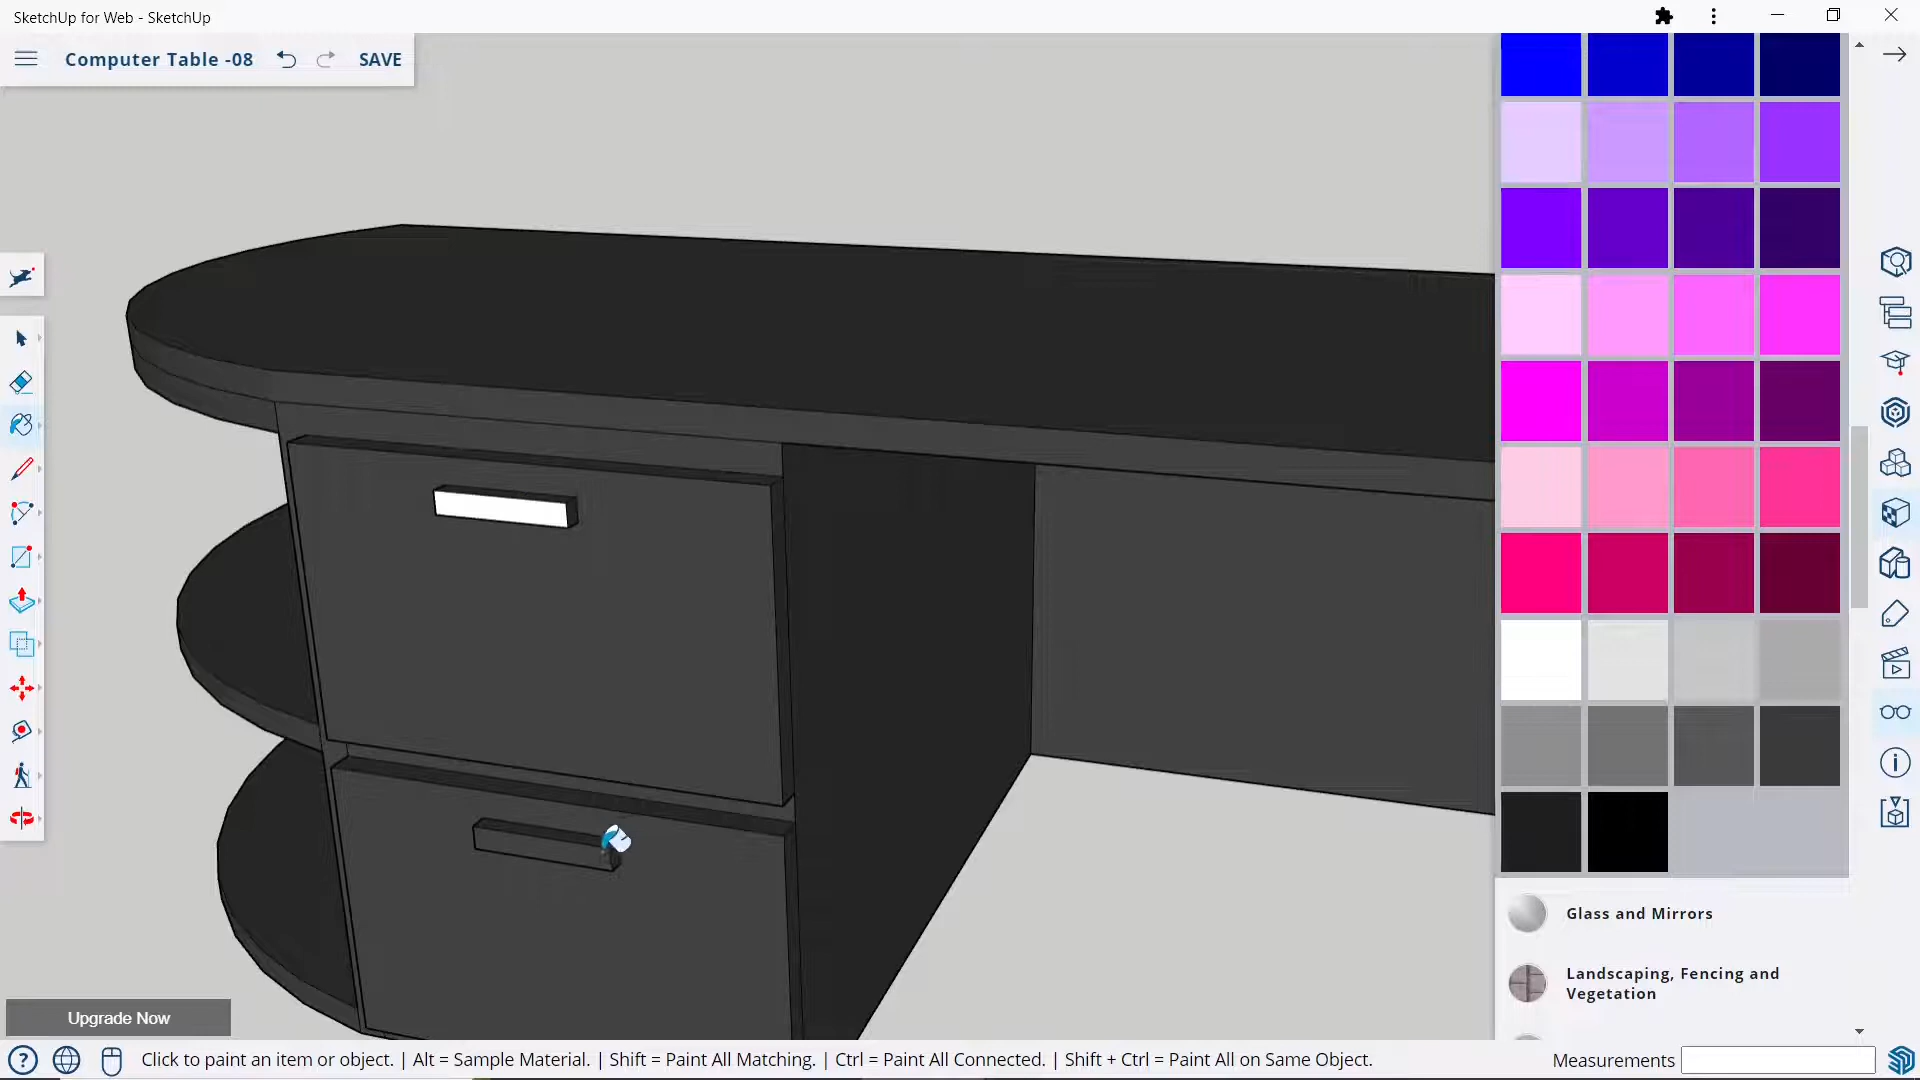 SketchUp for Web - SketchUp
Computer Table -08
SAVE
Glass and Mirrors
Landscaping, Fencing and
Vegetation
Upgrade Now
Click to paint an item or object. | Alt = Sample Material. | Shift = Paint All Matching. | Ctrl = Paint All Connected. | Shift + Ctrl = Paint All on Same Object.
Measurements